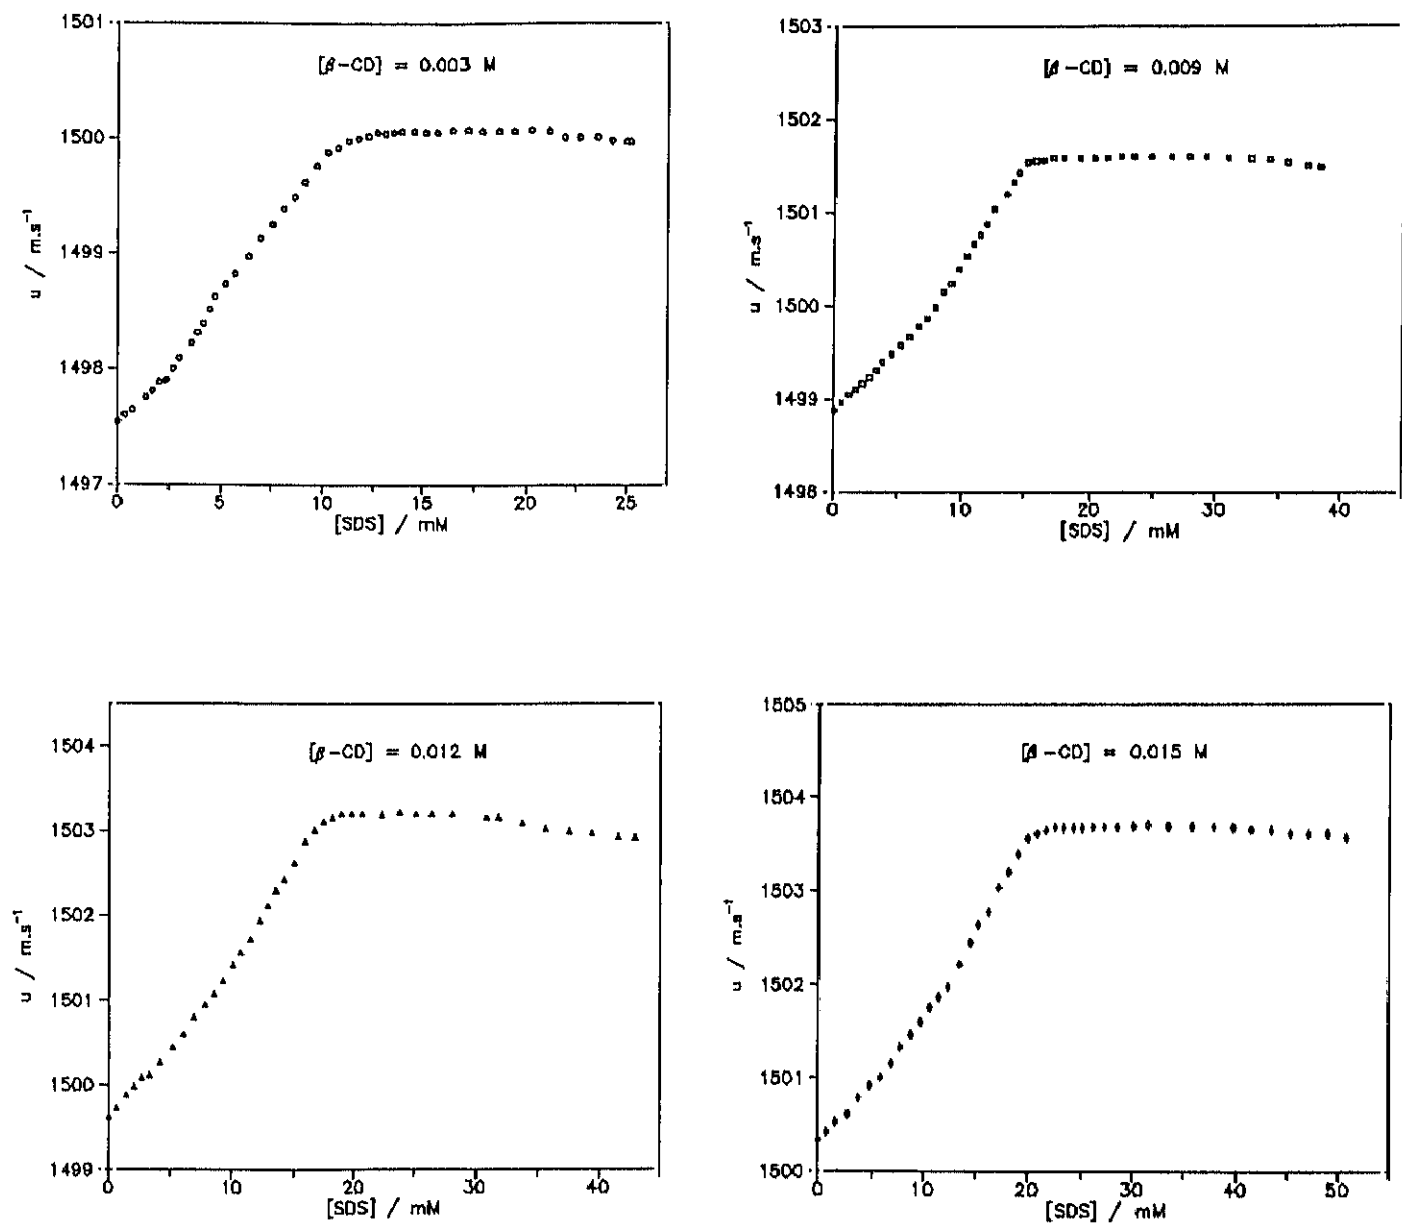 1501
[β-CD] = 0.003 M
1500
1499
1498
1497
u / m.s⁻¹
0 5 10 15 20 25
[SDS] / mM
1503
[β-CD] = 0.009 M
1502
1501
1500
1499
1498
u / m.s⁻¹
0 10 20 30 40
[SDS] / mM
1504
[β-CD] = 0.012 M
1503
1502
1501
1500
1499
u / m.s⁻¹
0 10 20 30 40
[SDS] / mM
1505
[β-CD] = 0.015 M
1504
1503
1502
1501
1500
u / m.s⁻¹
0 10 20 30 40 50
[SDS] / mM